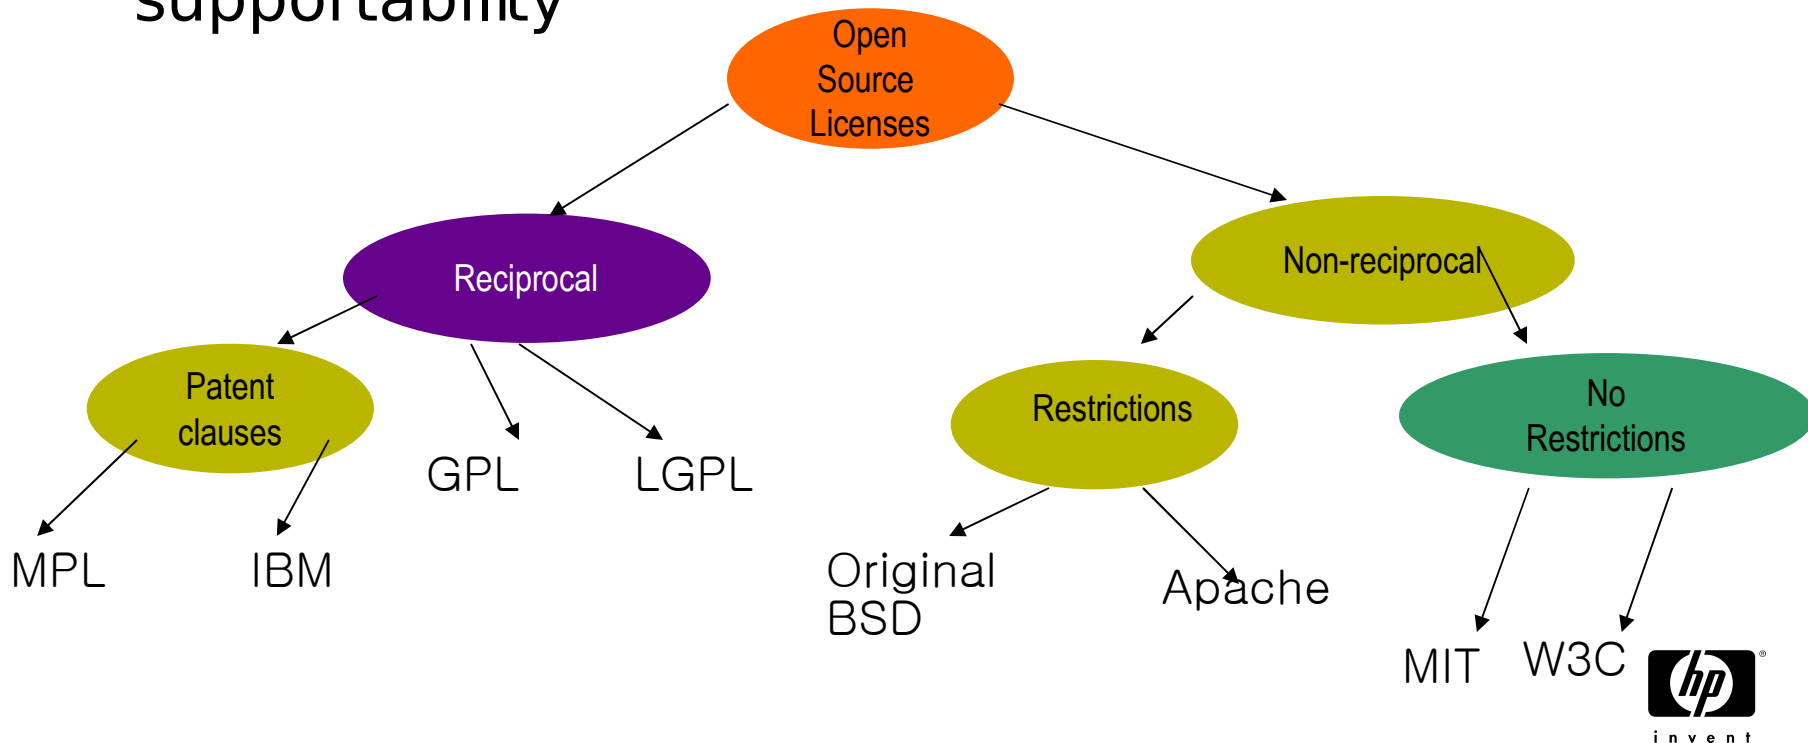 supportability
Open
Source
Licenses
Reciprocal
Non-reciprocal
Patent
clauses
Restrictions
No
Restrictions
GPL
LGPL
MPL
IBM
Original
BSD
Apache
MIT
W3C
hp
®
invent